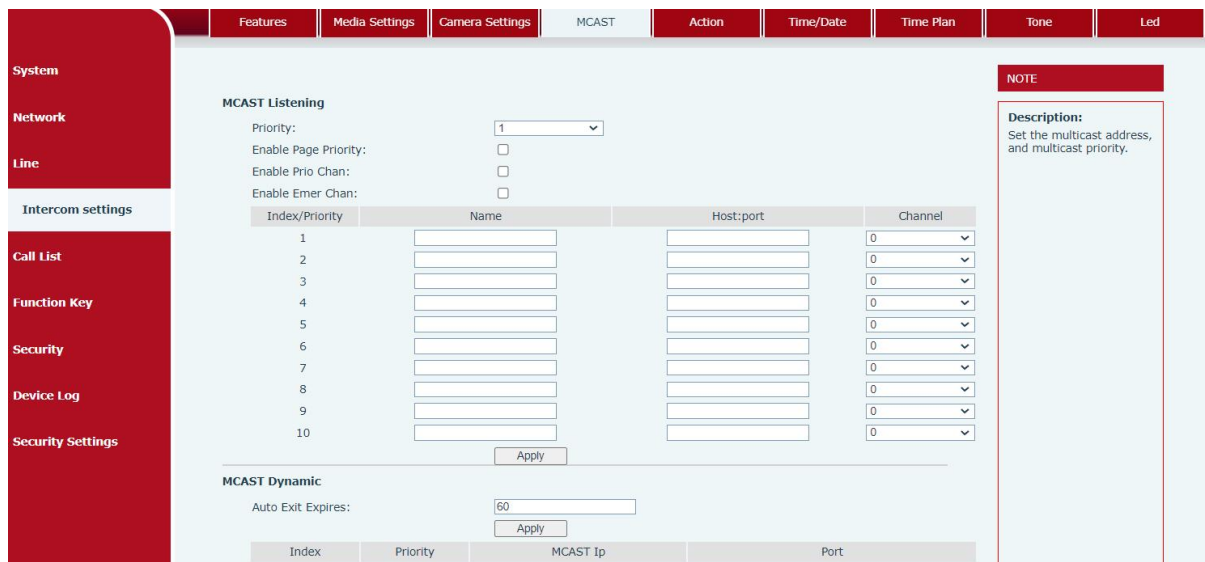 Features Media Settings Camera Settings MCAST Action Time/Date Time Plan Tone Led
System
Network
Line
Intercom settings
Call List
Function Key
Security
Device Log
Security Settings
MCAST Listening
Priority: 1
Enable Page Priority:
Enable Prio Chan:
Enable Emer Chan:
Index/Priority Name Host:port Channel
1 0
2 0
3 0
4 0
5 0
6 0
7 0
8 0
9 0
10 0
Apply
MCAST Dynamic
Auto Exit Expires: 60
Apply
Index Priority MCAST Ip Port
NOTE
Description:
Set the multicast address,
and multicast priority.